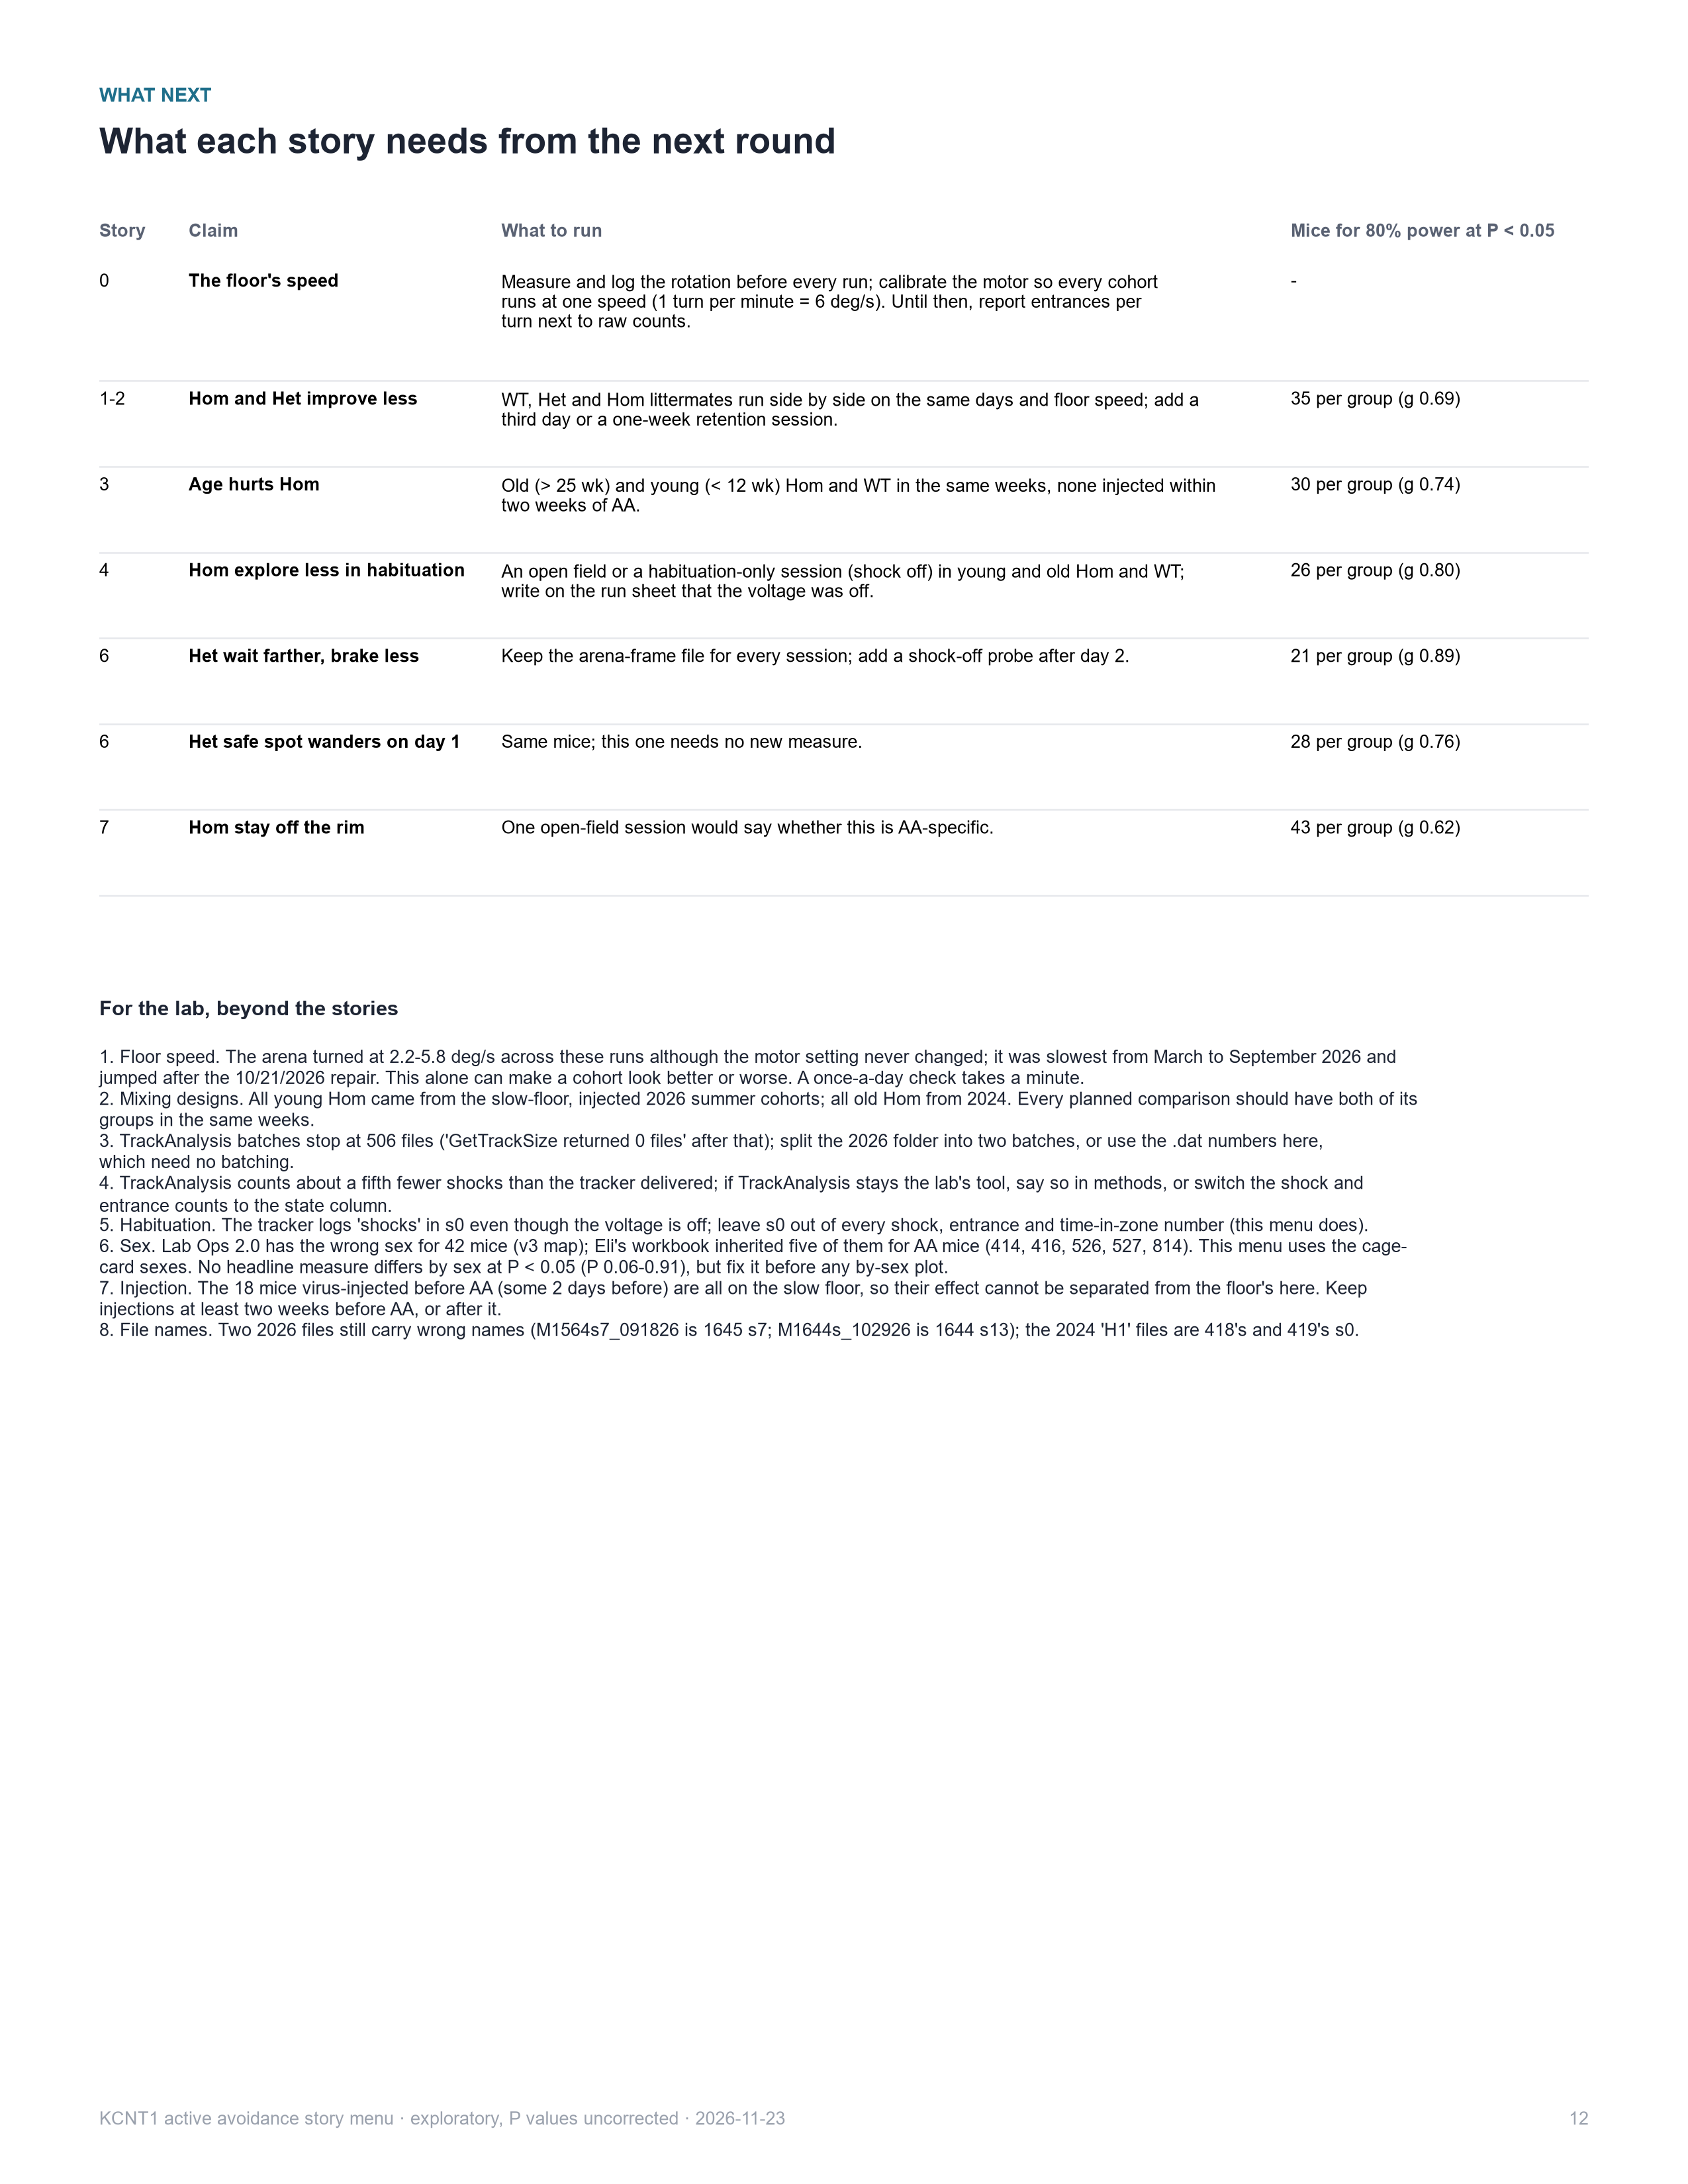 WHAT NEXT
What each story needs from the next round
Story Claim What to run Mice for 80% power at P < 0.05
0 The floor's speed Measure and log the rotation before every run; calibrate the motor so every cohort -
runs at one speed (1 turn per minute = 6 deg/s). Until then, report entrances per
turn next to raw counts.
1-2 Hom and Het improve less WT, Het and Hom littermates run side by side on the same days and floor speed; add a 35 per group (g 0.69)
third day or a one-week retention session.
3 Age hurts Hom Old (> 25 wk) and young (< 12 wk) Hom and WT in the same weeks, none injected within 30 per group (g 0.74)
two weeks of AA.
4 Hom explore less in habituation An open field or a habituation-only session (shock off) in young and old Hom and WT; 26 per group (g 0.80)
write on the run sheet that the voltage was off.
6 Het wait farther, brake less Keep the arena-frame file for every session; add a shock-off probe after day 2. 21 per group (g 0.89)
6 Het safe spot wanders on day 1 Same mice; this one needs no new measure. 28 per group (g 0.76)
7 Hom stay off the rim One open-field session would say whether this is AA-specific. 43 per group (g 0.62)
For the lab, beyond the stories
1. Floor speed. The arena turned at 2.2-5.8 deg/s across these runs although the motor setting never changed; it was slowest from March to September 2026 and
jumped after the 10/21/2026 repair. This alone can make a cohort look better or worse. A once-a-day check takes a minute.
2. Mixing designs. All young Hom came from the slow-floor, injected 2026 summer cohorts; all old Hom from 2024. Every planned comparison should have both of its
groups in the same weeks.
3. TrackAnalysis batches stop at 506 files ('GetTrackSize returned 0 files' after that); split the 2026 folder into two batches, or use the .dat numbers here,
which need no batching.
4. TrackAnalysis counts about a fifth fewer shocks than the tracker delivered; if TrackAnalysis stays the lab's tool, say so in methods, or switch the shock and
entrance counts to the state column.
5. Habituation. The tracker logs 'shocks' in s0 even though the voltage is off; leave s0 out of every shock, entrance and time-in-zone number (this menu does).
6. Sex. Lab Ops 2.0 has the wrong sex for 42 mice (v3 map); Eli's workbook inherited five of them for AA mice (414, 416, 526, 527, 814). This menu uses the cage-
card sexes. No headline measure differs by sex at P < 0.05 (P 0.06-0.91), but fix it before any by-sex plot.
7. Injection. The 18 mice virus-injected before AA (some 2 days before) are all on the slow floor, so their effect cannot be separated from the floor's here. Keep
injections at least two weeks before AA, or after it.
8. File names. Two 2026 files still carry wrong names (M1564s7_091826 is 1645 s7; M1644s_102926 is 1644 s13); the 2024 'H1' files are 418's and 419's s0.
KCNT1 active avoidance story menu · exploratory, P values uncorrected · 2026-11-23 12